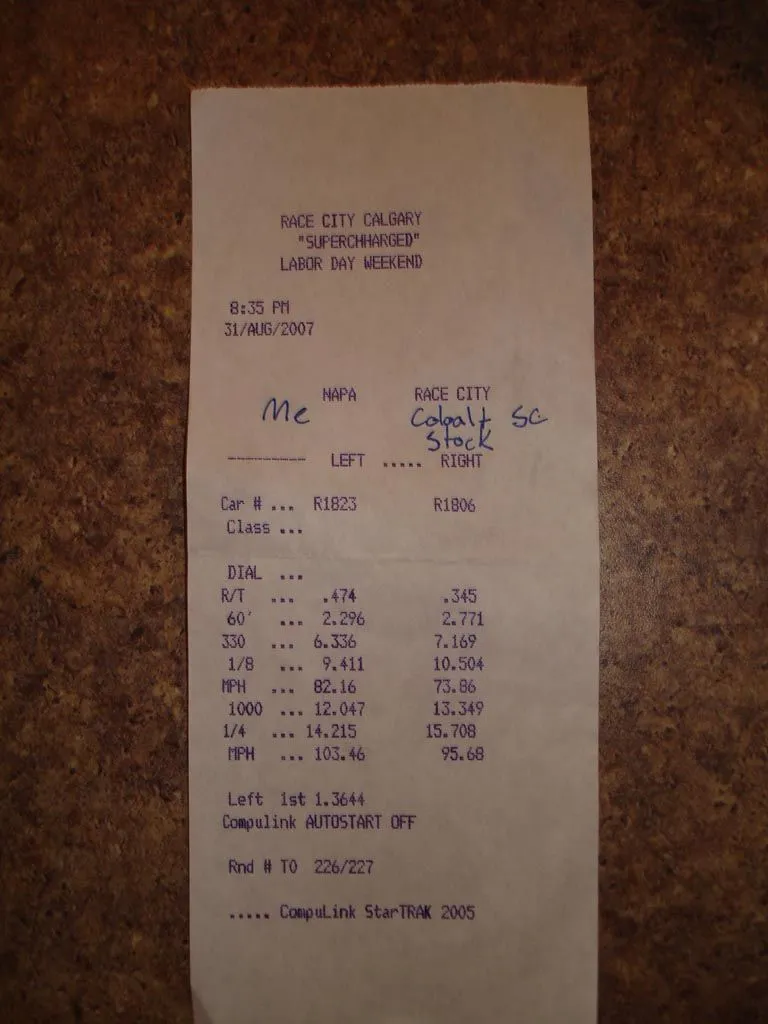 RACE CITY CALGARY
"SUPERCHHARGED"
LABOR DAY WEEKEND
8:35 PM
31/AUG/2007
NAPA RACE CITY
Me Cobalt SC
Stock
---------- LEFT ..... RIGHT
Car # ... R1823 R1806
Class ...
DIAL ...
R/T ... .474 .345
60' ... 2.296 2.771
330 ... 6.336 7.169
1/8 ... 9.411 10.504
MPH ... 82.16 73.86
1000 ... 12.047 13.349
1/4 ... 14.215 15.708
MPH ... 103.46 95.68
Left 1st 1.3644
Compulink AUTOSTART OFF
Rnd # TO 226/227
..... CompuLink StarTRAK 2005